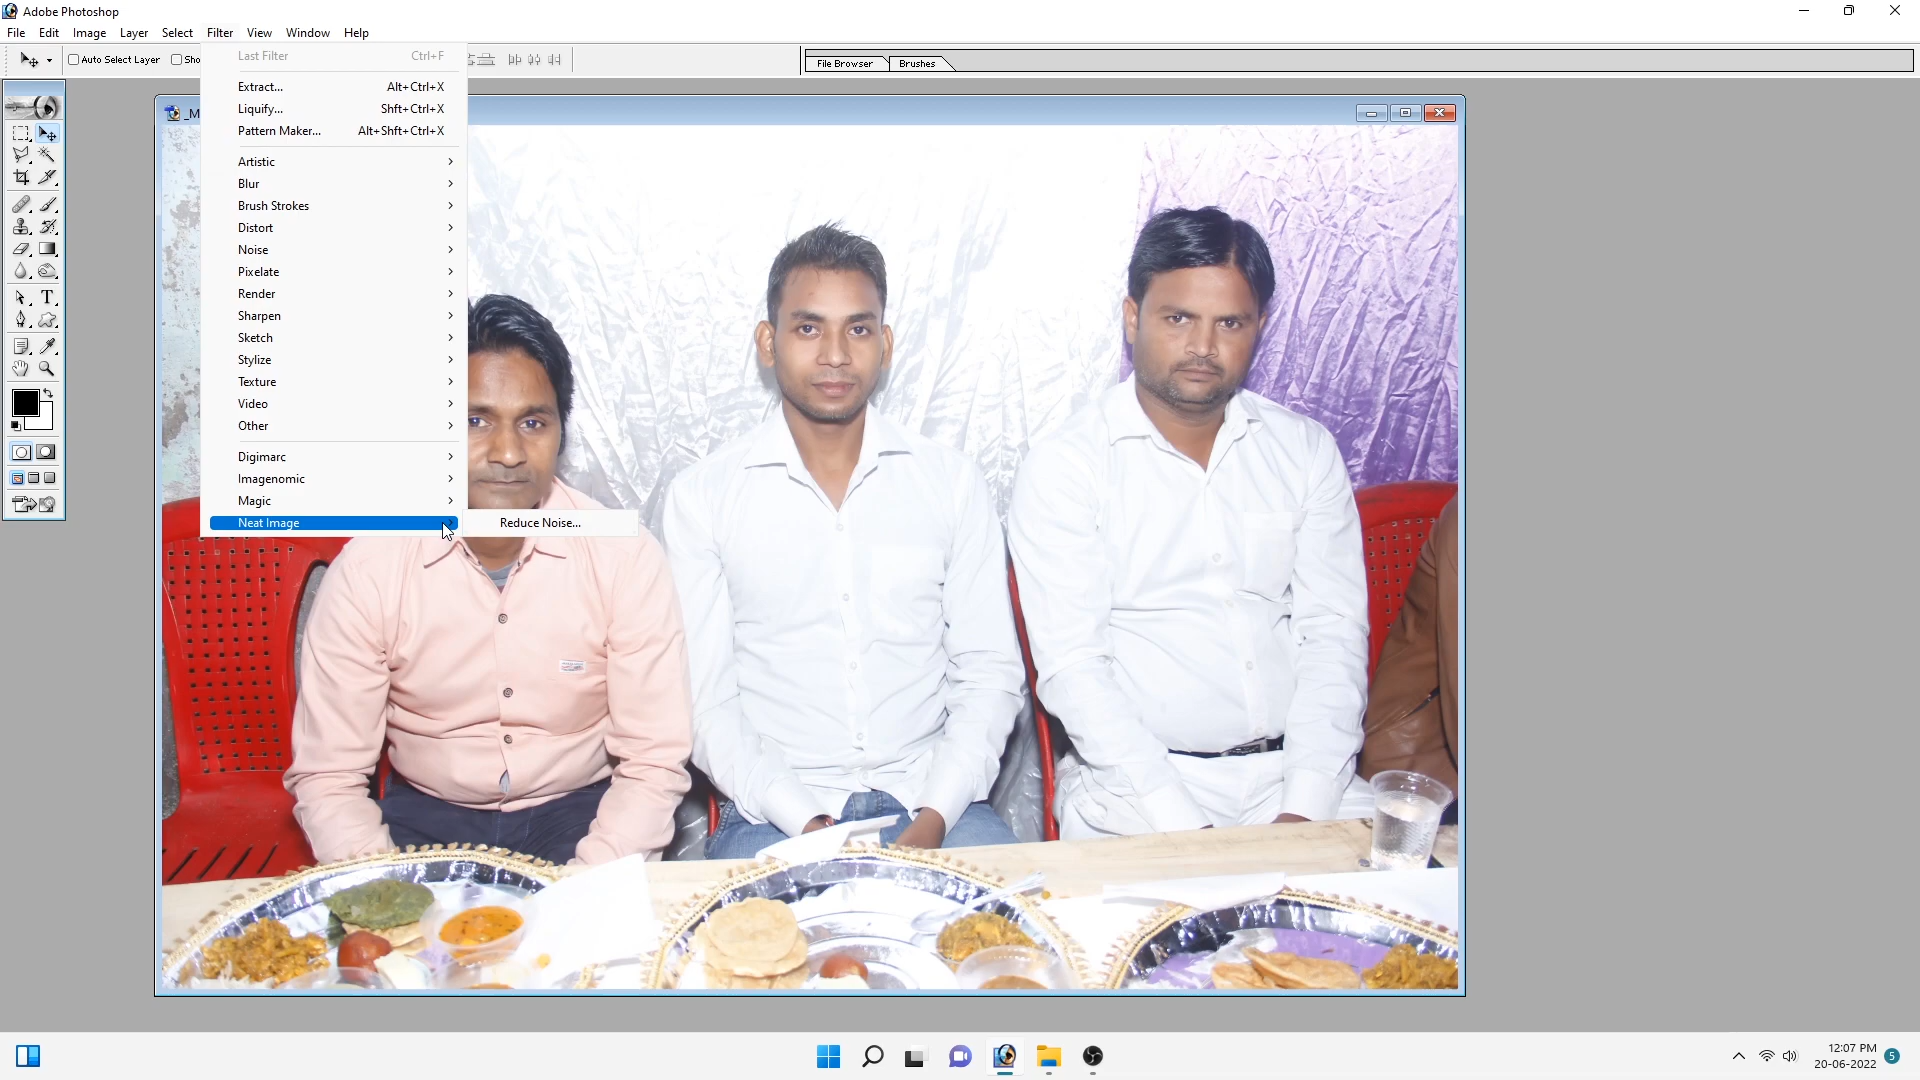 Adobe Photoshop
File Edit Image Layer Select Filter View Window Help
Auto Select Layer Sho
File Browser Brushes
_M
Last Filter Ctrl+F
Extract... Alt+Ctrl+X
Liquify... Shft+Ctrl+X
Pattern Maker... Alt+Shft+Ctrl+X
Artistic
Blur
Brush Strokes
Distort
Noise
Pixelate
Render
Sharpen
Sketch
Stylize
Texture
Video
Other
Digimarc
Imagenomic
Magic
Neat Image
Reduce Noise...
T
12:07 PM
20-06-2022
5